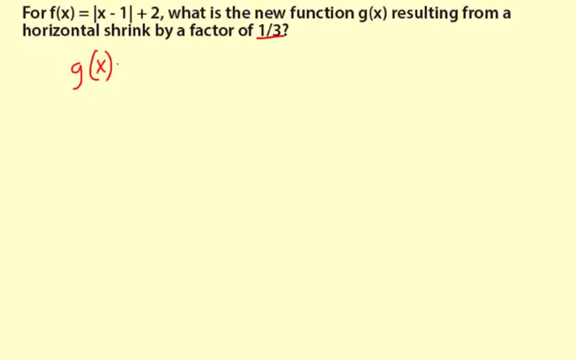 For f(x) = |x - 1| + 2, what is the new function g(x) resulting from a
horizontal shrink by a factor of 1/3?
g(x)